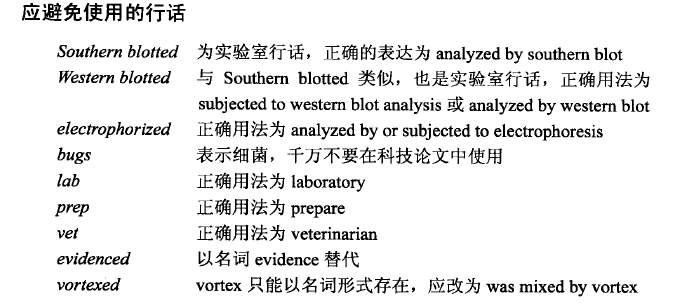 应避免使用的行话
Southern blotted 为实验室行话，正确的表达为 analyzed by southern blot
Western blotted 与 Southern blotted 类似，也是实验室行话，正确用法为
subjected to western blot analysis 或 analyzed by western blot
electrophorized 正确用法为 analyzed by or subjected to electrophoresis
bugs 表示细菌，千万不要在科技论文中使用
lab 正确用法为 laboratory
prep 正确用法为 prepare
vet 正确用法为 veterinarian
evidenced 以名词 evidence 替代
vortexed vortex 只能以名词形式存在，应改为 was mixed by vortex